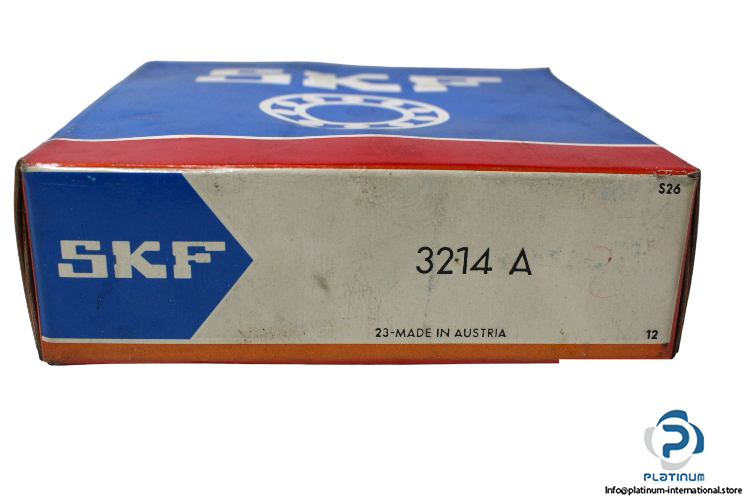 SKF
S26
SKF
3214 A
23-MADE IN AUSTRIA
12
PLATINUM
Info@platinum-international.store